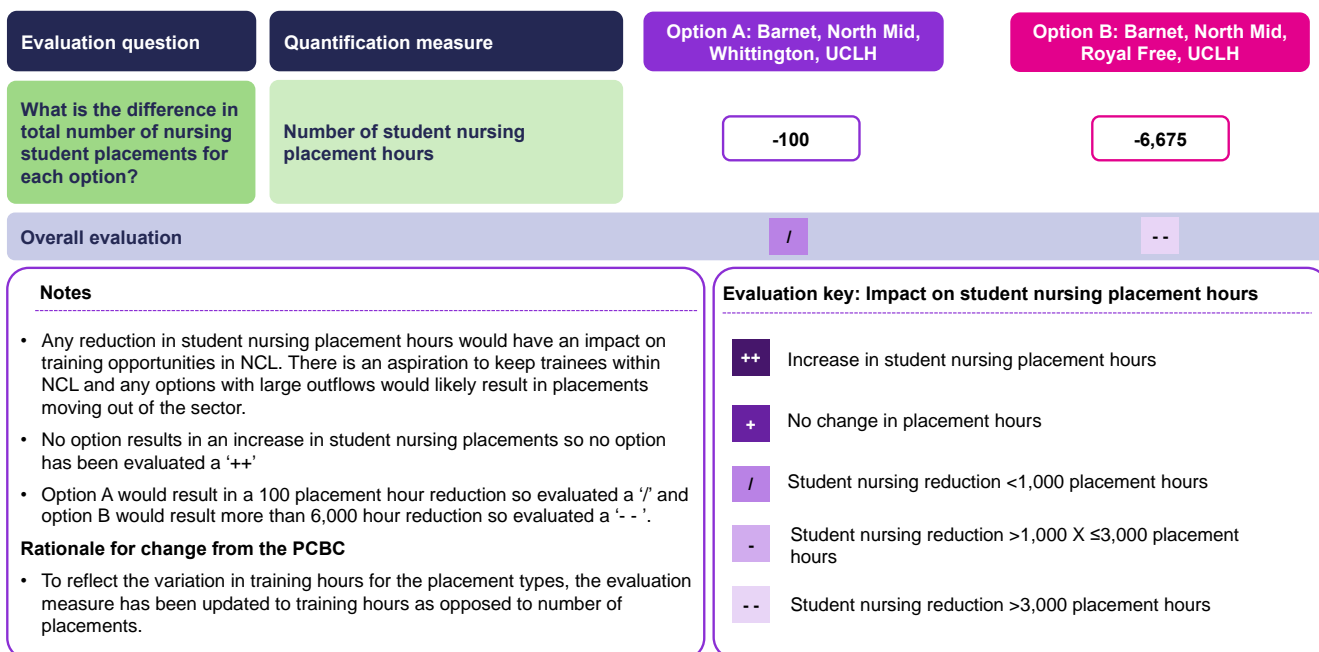 Evaluation question
Quantification measure
Option A: Barnet, North Mid,
Whittington, UCLH
Option B: Barnet, North Mid,
Royal Free, UCLH
What is the difference in
total number of nursing
student placements for
each option?
Number of student nursing
placement hours
-100
-6,675
Overall evaluation
/
- -
Notes
• Any reduction in student nursing placement hours would have an impact on
training opportunities in NCL. There is an aspiration to keep trainees within
NCL and any options with large outflows would likely result in placements
moving out of the sector.
• No option results in an increase in student nursing placements so no option
has been evaluated a ‘++’
• Option A would result in a 100 placement hour reduction so evaluated a ‘/’ and
option B would result more than 6,000 hour reduction so evaluated a ‘- - ’.
Rationale for change from the PCBC
• To reflect the variation in training hours for the placement types, the evaluation
measure has been updated to training hours as opposed to number of
placements.
Evaluation key: Impact on student nursing placement hours
++ Increase in student nursing placement hours
+ No change in placement hours
/ Student nursing reduction <1,000 placement hours
- Student nursing reduction >1,000 X ≤3,000 placement
hours
- - Student nursing reduction >3,000 placement hours